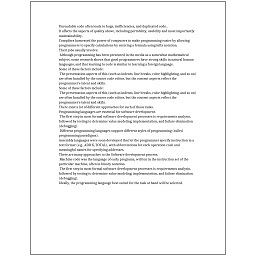 Unreadable code often leads to bugs, inefficiencies, and duplicated code..
It affects the aspects of quality above, including portability, usability and most importantly
maintainability.
Compilers harnessed the power of computers to make programming easier by allowing
programmers to specify calculations by entering a formula using infix notation.
Their jobs usually involve:
Although programming has been presented in the media as a somewhat mathematical
subject, some research shows that good programmers have strong skills in natural human
languages, and that learning to code is similar to learning a foreign language.
Some of these factors include:
The presentation aspects of this (such as indents, line breaks, color highlighting, and so on)
are often handled by the source code editor, but the content aspects reflect the
programmer's talent and skills.
Some of these factors include:
The presentation aspects of this (such as indents, line breaks, color highlighting, and so on)
are often handled by the source code editor, but the content aspects reflect the
programmer's talent and skills.
There exist a lot of different approaches for each of those tasks.
Programming languages are essential for software development.
The first step in most formal software development processes is requirements analysis,
followed by testing to determine value modeling, implementation, and failure elimination
(debugging).
Different programming languages support different styles of programming (called
programming paradigms).
Assembly languages were soon developed that let the programmer specify instruction in a
text format (e.g., ADD X, TOTAL), with abbreviations for each operation code and
meaningful names for specifying addresses.
There are many approaches to the Software development process.
Machine code was the language of early programs, written in the instruction set of the
particular machine, often in binary notation.
The first step in most formal software development processes is requirements analysis,
followed by testing to determine value modeling, implementation, and failure elimination
(debugging).
Ideally, the programming language best suited for the task at hand will be selected.